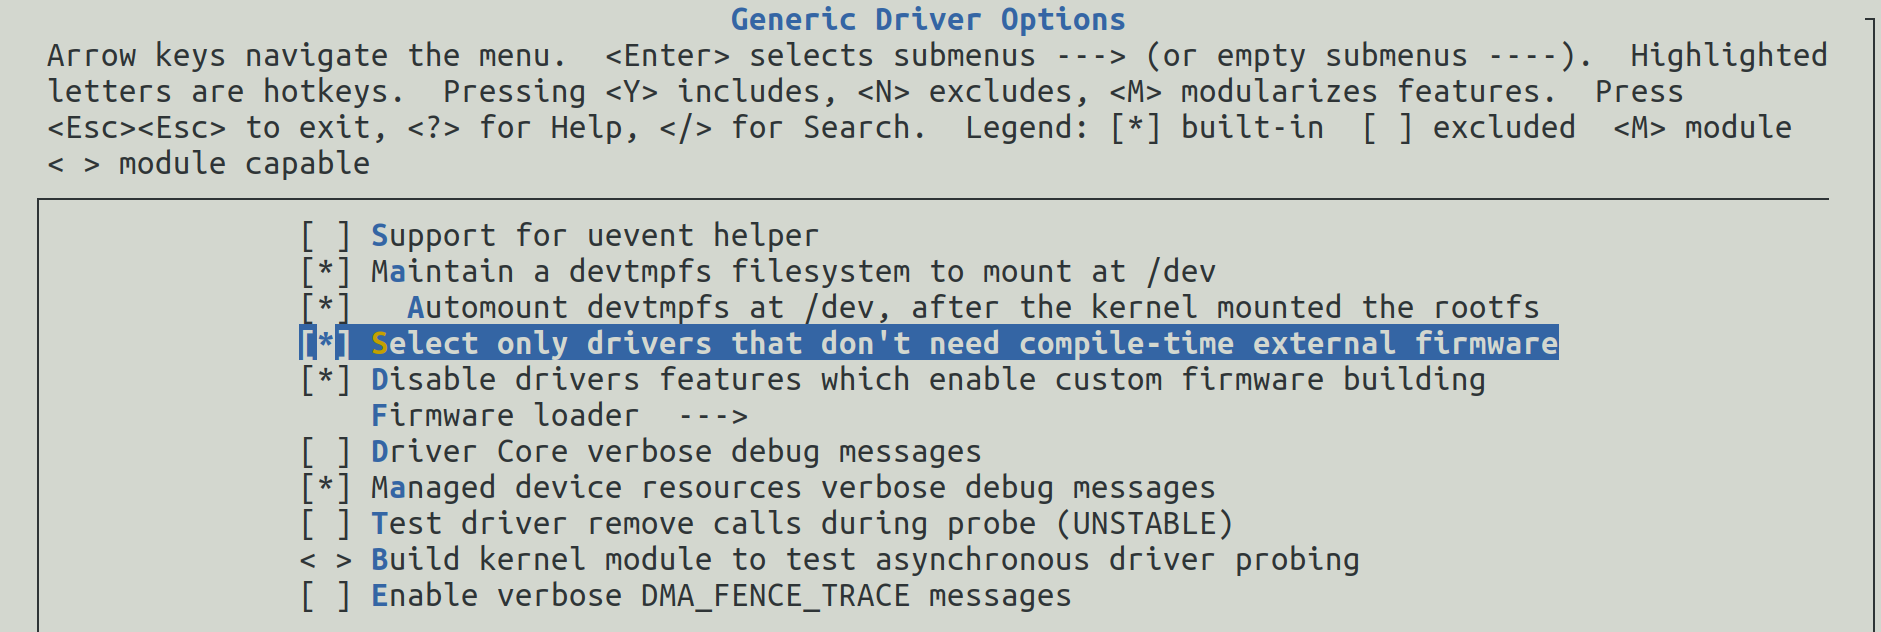 Generic Driver Options
Arrow keys navigate the menu.  <Enter> selects submenus ---> (or empty submenus ----).  Highlighted
letters are hotkeys.  Pressing <Y> includes, <N> excludes, <M> modularizes features.  Press
<Esc><Esc> to exit, <?> for Help, </> for Search.  Legend: [*] built-in  [ ] excluded  <M> module
< > module capable
[ ] Support for uevent helper
[*] Maintain a devtmpfs filesystem to mount at /dev
[*]   Automount devtmpfs at /dev, after the kernel mounted the rootfs
[*] Select only drivers that don't need compile-time external firmware
[*] Disable drivers features which enable custom firmware building
    Firmware loader  --->
[ ] Driver Core verbose debug messages
[*] Managed device resources verbose debug messages
[ ] Test driver remove calls during probe (UNSTABLE)
< > Build kernel module to test asynchronous driver probing
[ ] Enable verbose DMA_FENCE_TRACE messages